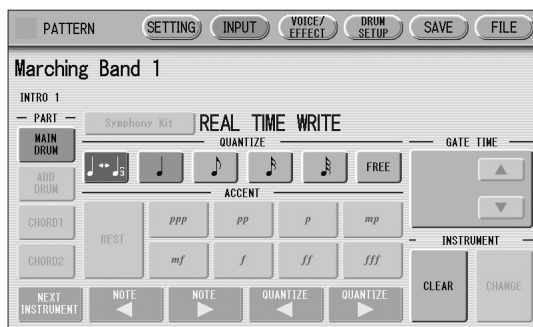 PATTERN SETTING INPUT VOICE/ EFFECT DRUM SETUP SAVE FILE
Marching Band 1
INTRO 1
PART Symphony Kit REAL TIME WRITE
MAIN DRUM QUANTIZE GATE TIME
3 FREE
ADD DRUM ACCENT
CHORD1 REST ppp pp p mp
INSTRUMENT
CHORD2 mf f ff fff
CLEAR CHANGE
NEXT INSTRUMENT NOTE NOTE QUANTIZE QUANTIZE